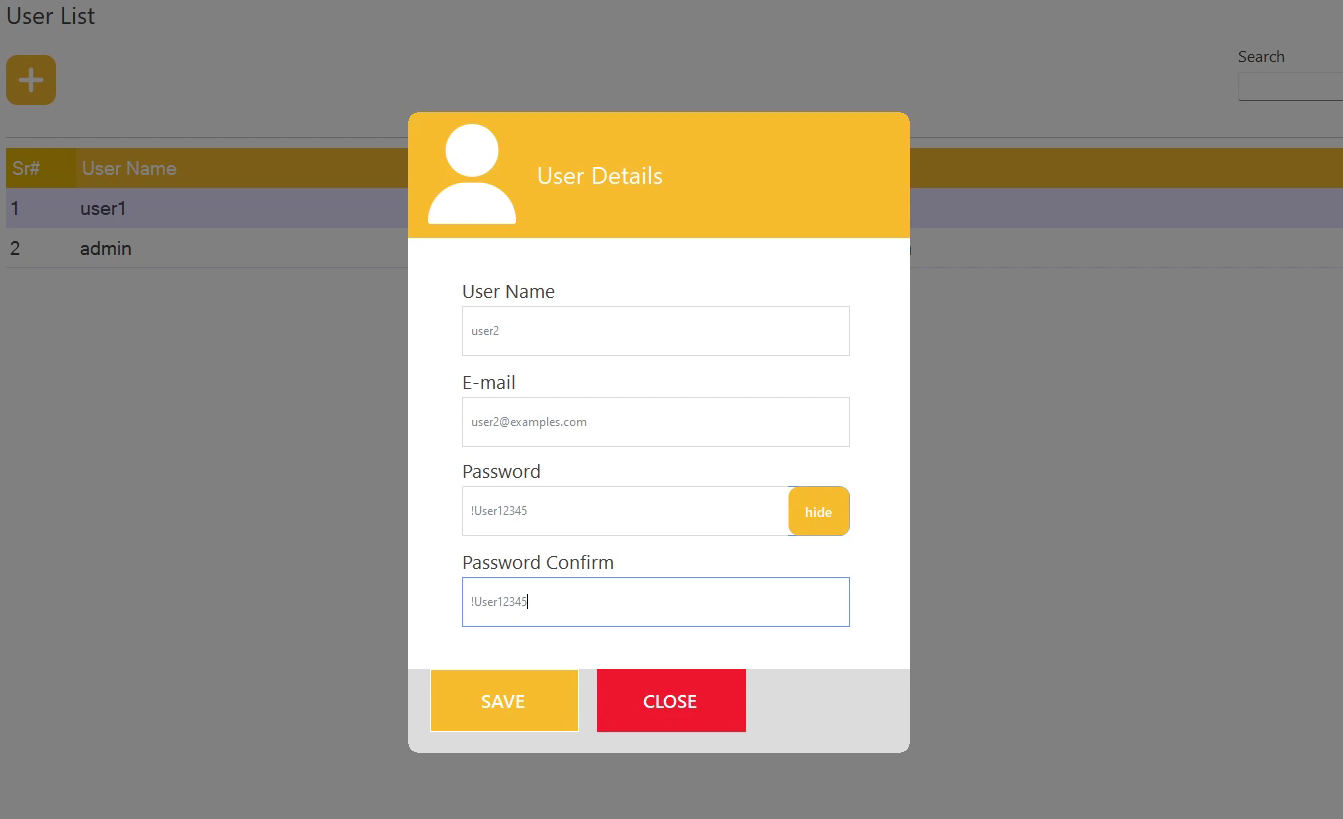 User List
Search
Sr# User Name
1 user1
2 admin
User Details
User Name
user2
E-mail
user2@examples.com
Password
!User12345
hide
Password Confirm
!User12345
SAVE CLOSE